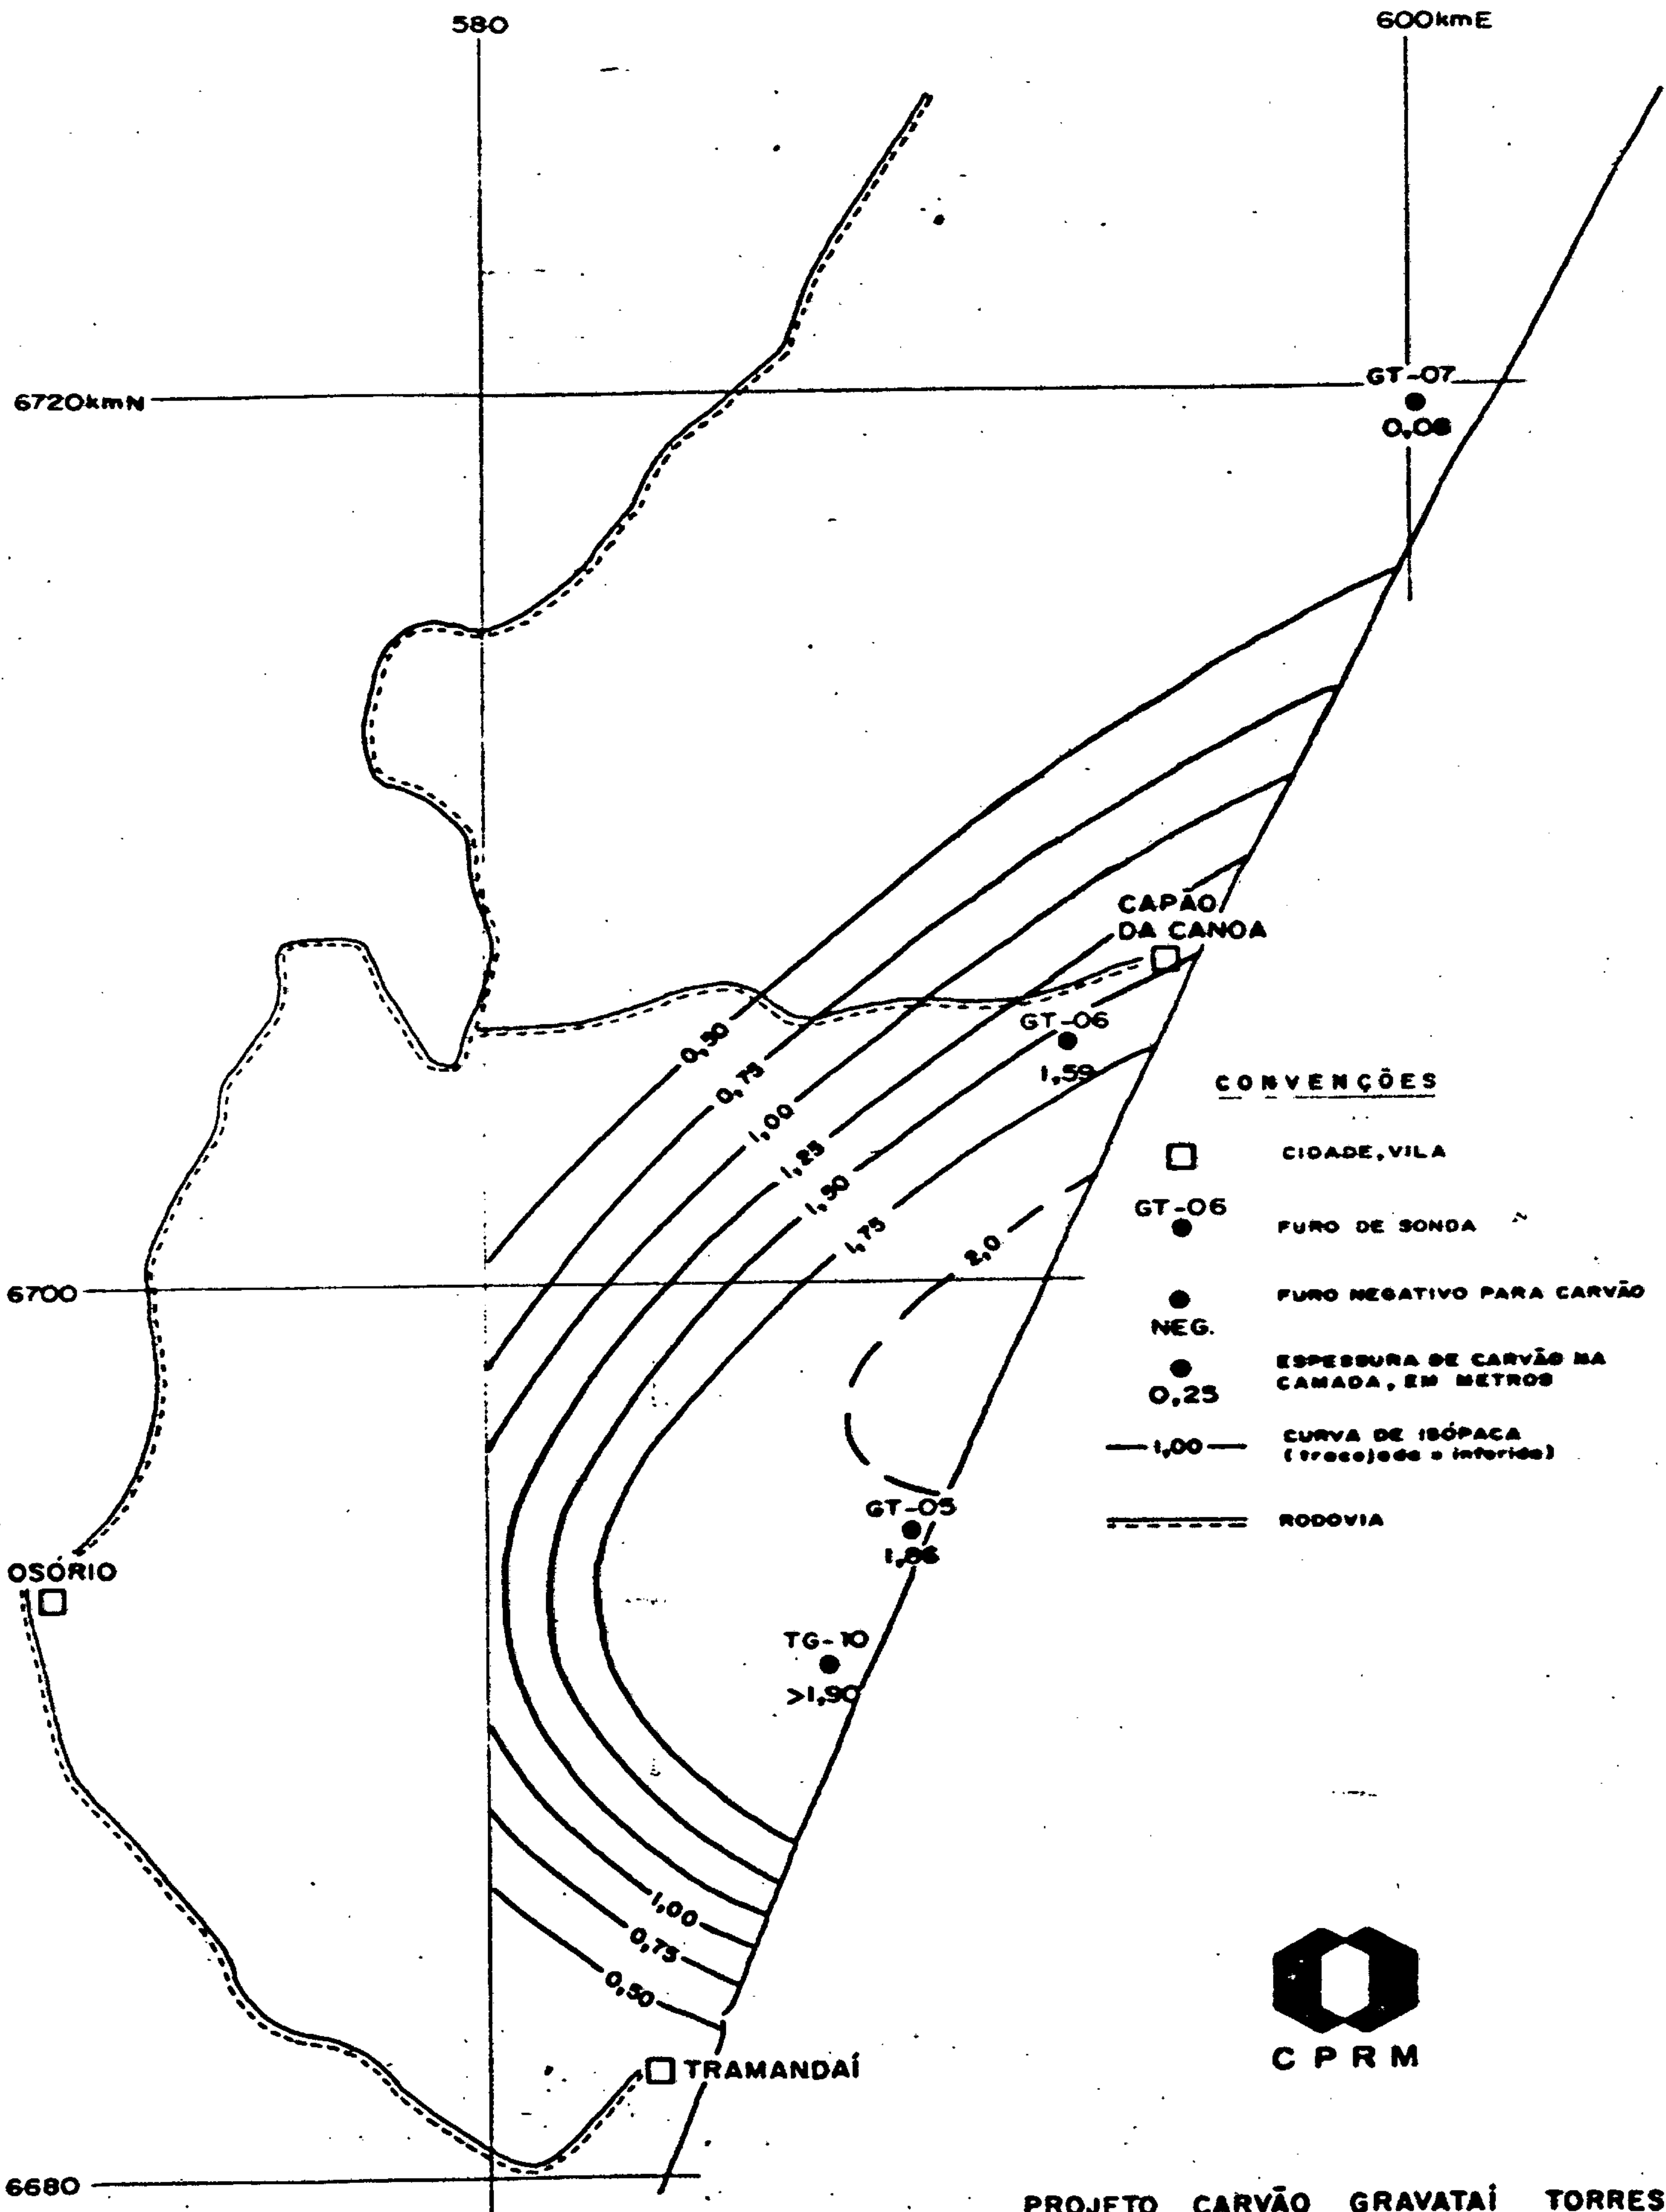 580
600kmE
6720kmN
GT-07
CAPÃO
DA CANOA
GT-06
1,59
0,50
0,75
1,00
1,25
1,50
1,75
2,0
CONVENÇÕES
CIDADE, VILA
GT-06
FURO DE SONDA
6700
FURO NEGATIVO PARA CARVÃO
NEG.
ESPESSURA DE CARVÃO NA
CAMADA, EM METROS
0,25
CURVA DE ISÓPACA
(tracejada = inferida)
1,00
RODOVIA
GT-05
OSÓRIO
TG-10
>1,90
1,00
0,75
0,50
TRAMANDAÍ
CPRM
6680
PROJETO CARVÃO GRAVATAÍ TORRES